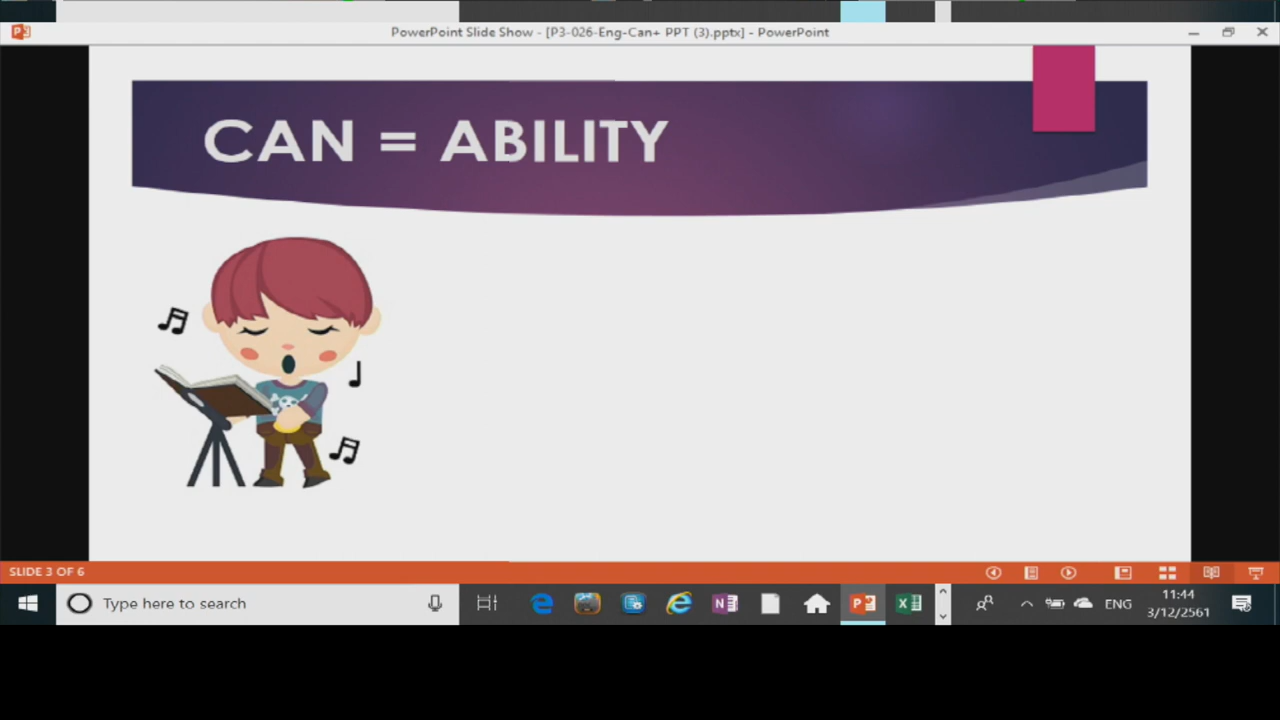 PowerPoint Slide Show - [P3-026-Eng-Can+ PPT (3).pptx] - PowerPoint
CAN = ABILITY
SLIDE 3 OF 6
Type here to search
ENG
11:44
3/12/2561